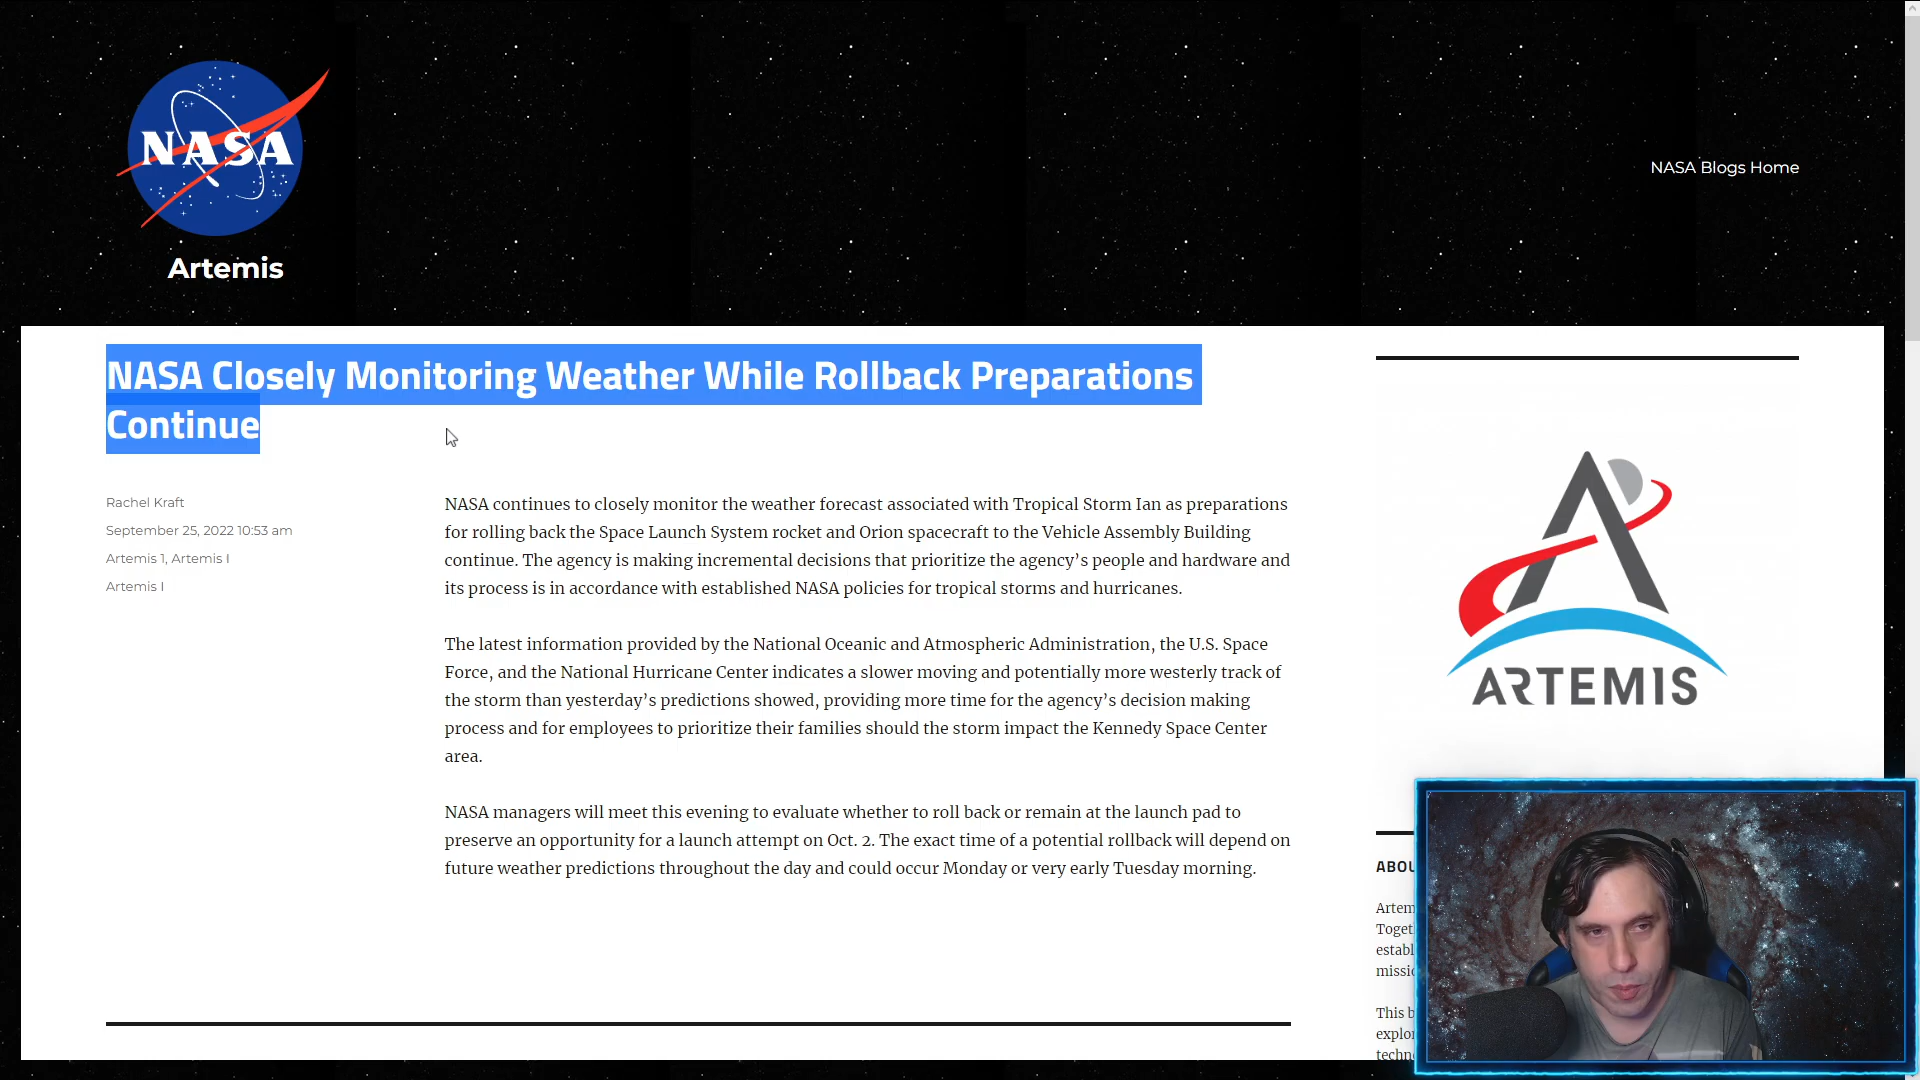 NASA
Artemis
NASA Blogs Home
NASA Closely Monitoring Weather While Rollback Preparations
Continue
Rachel Kraft
September 25, 2022 10:53 am
Artemis 1, Artemis I
Artemis I
NASA continues to closely monitor the weather forecast associated with Tropical Storm Ian as preparations
for rolling back the Space Launch System rocket and Orion spacecraft to the Vehicle Assembly Building
continue. The agency is making incremental decisions that prioritize the agency’s people and hardware and
its process is in accordance with established NASA policies for tropical storms and hurricanes.
The latest information provided by the National Oceanic and Atmospheric Administration, the U.S. Space
Force, and the National Hurricane Center indicates a slower moving and potentially more westerly track of
the storm than yesterday’s predictions showed, providing more time for the agency’s decision making
process and for employees to prioritize their families should the storm impact the Kennedy Space Center
area.
NASA managers will meet this evening to evaluate whether to roll back or remain at the launch pad to
preserve an opportunity for a launch attempt on Oct. 2. The exact time of a potential rollback will depend on
future weather predictions throughout the day and could occur Monday or very early Tuesday morning.
ARTEMIS